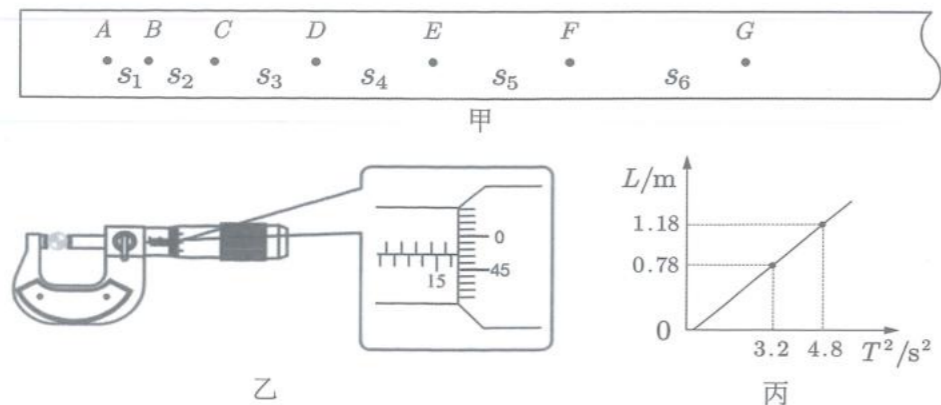 A B C D E F G
s₁ s₂ s₃ s₄ s₅ s₆
甲
0
15 45
乙
L/m
1.18
0.78
0
3.2 4.8 T²/s²
丙